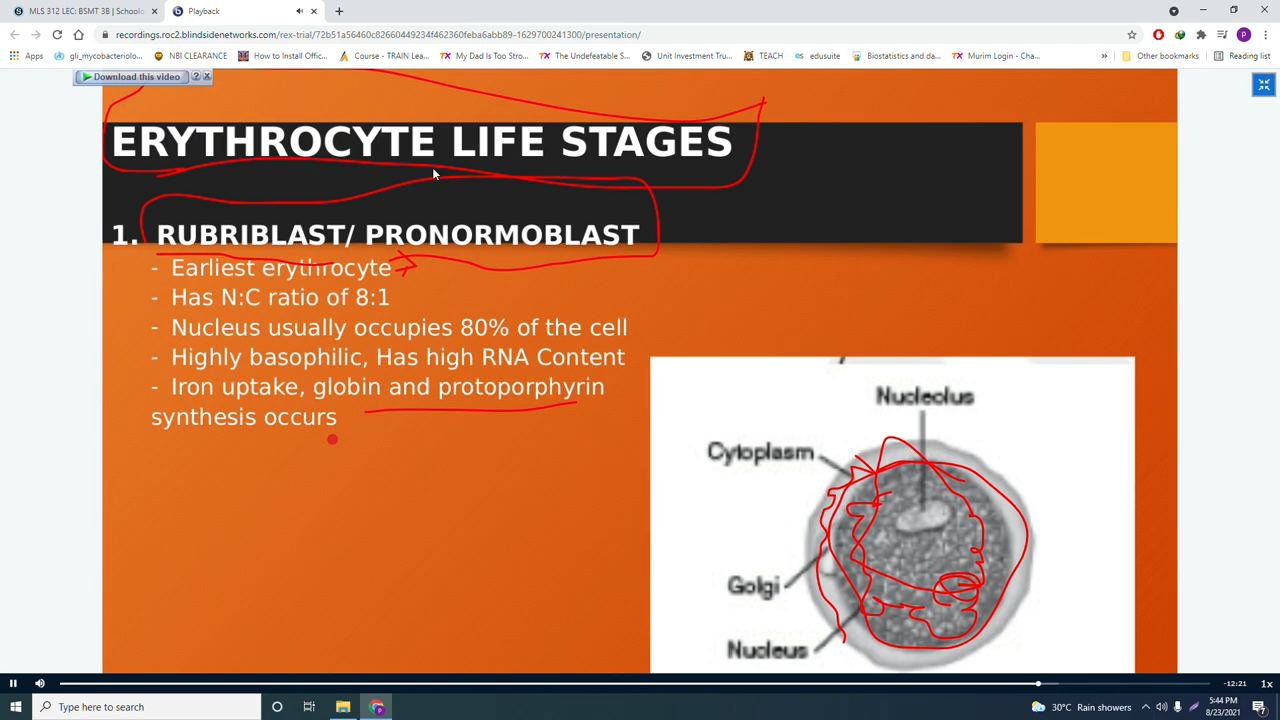 MLS 312 LEC: BSMT 3B | Schoolo
Playback
recordings.roc2.blindsidenetworks.com/rex-trial/72b51a56460c82660449234f462360feba6abb89-1629700241300/presentation/
Apps
gli_mycobacteriolo...
NBI CLEARANCE
How to Install Offic...
Course - TRAIN Lea...
My Dad Is Too Stro...
The Undefeatable S...
Unit Investment Tru...
TEACH
edusuite
Biostatistics and da...
Murim Login - Cha...
»
Other bookmarks
Reading list
Download this video
?
ERYTHROCYTE LIFE STAGES
1. RUBRIBLAST/ PRONORMOBLAST
- Earliest erythrocyte
- Has N:C ratio of 8:1
- Nucleus usually occupies 80% of the cell
- Highly basophilic, Has high RNA Content
- Iron uptake, globin and protoporphyrin
synthesis occurs
Nucleolus
Cytoplasm
Golgi
Nucleus
-12:21
1x
Type here to search
30°C Rain showers
5:44 PM
8/23/2021